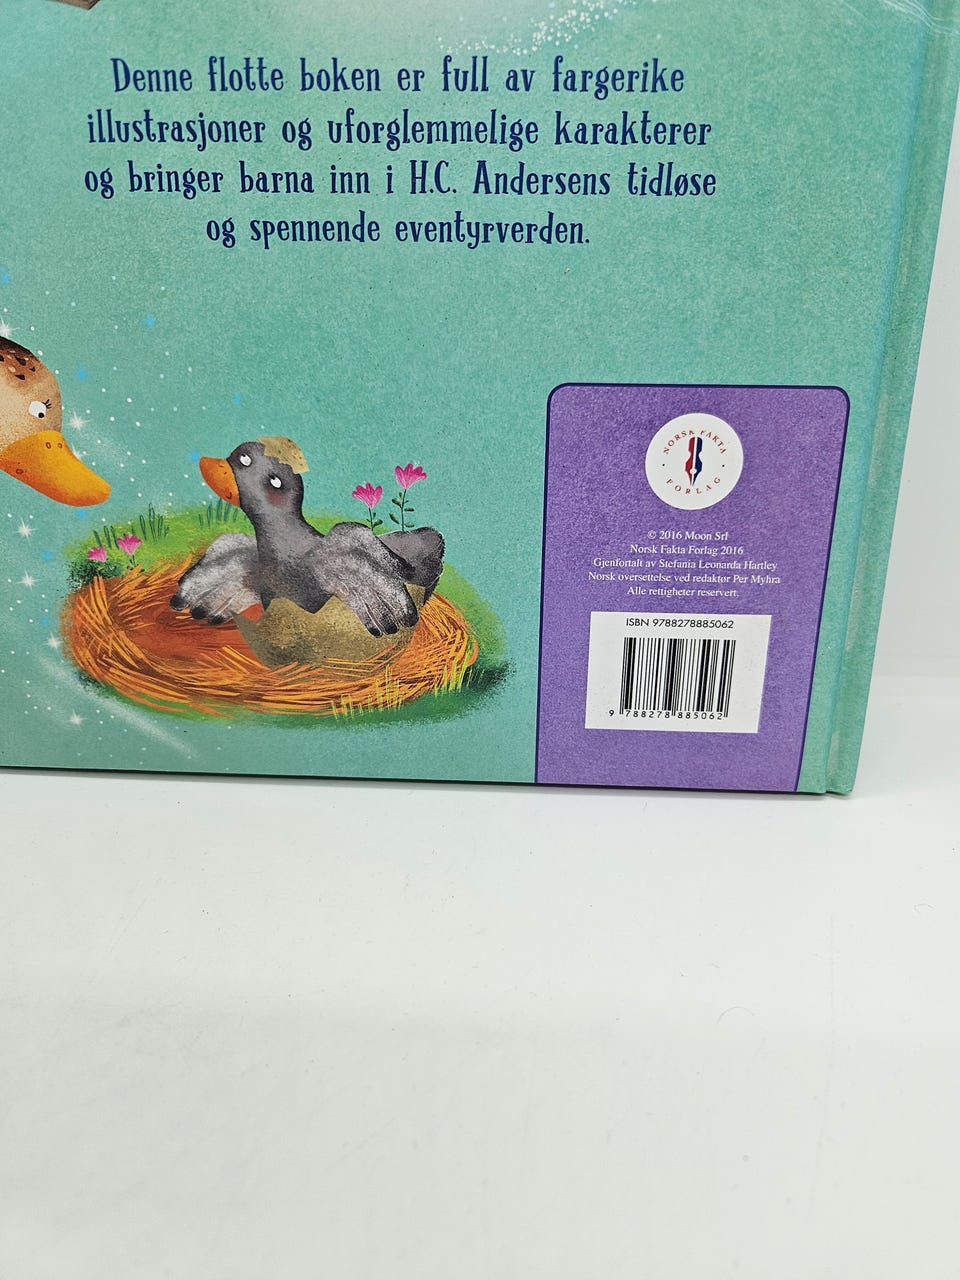 Denne flotte boken er full av fargerike
illustrasjoner og uforglemmelige karakterer
og bringer barna inn i H.C. Andersens tidløse
og spennende eventyrverden.
NORSK FAKTA
FORLAG
© 2016 Moon Srl
Norsk Fakta Forlag 2016
Gjenfortalt av Stefania Leonarda Hartley
Norsk oversettelse ved redaktør Per Myhra
Alle rettigheter reservert.
ISBN 9788278885062
9 788278 885062